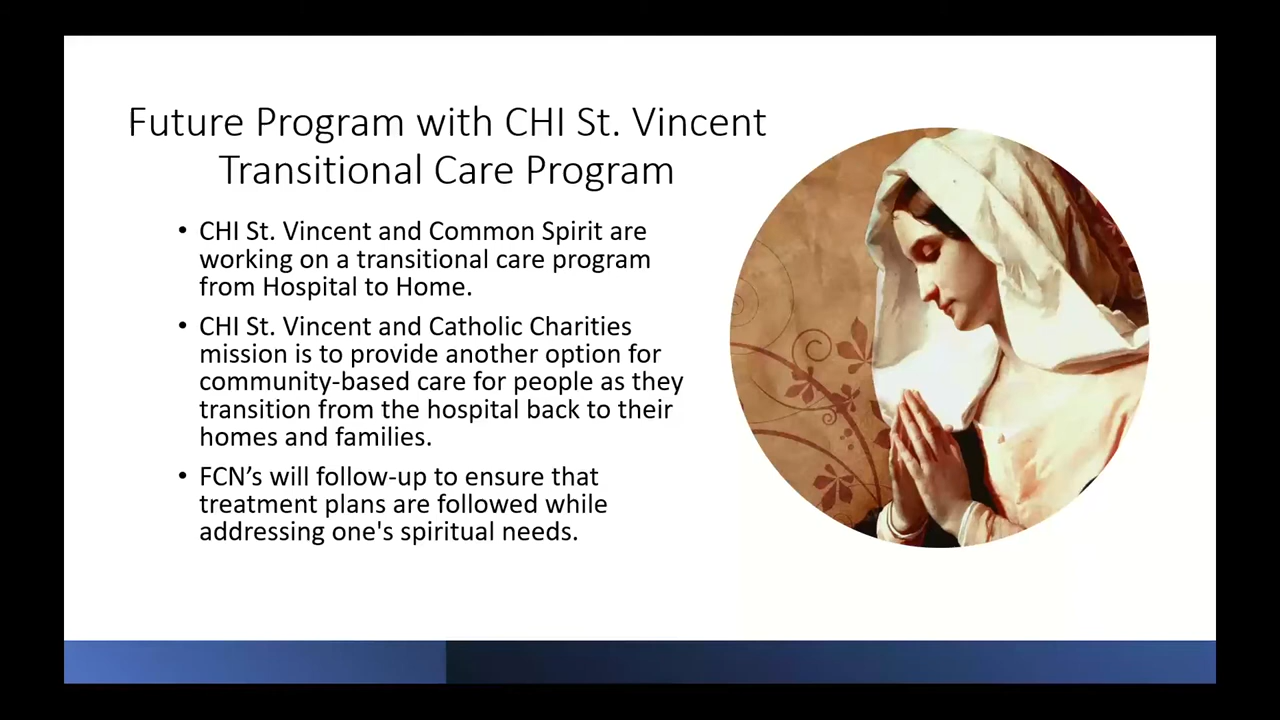 Future Program with CHI St. Vincent
Transitional Care Program
• CHI St. Vincent and Common Spirit are
working on a transitional care program
from Hospital to Home.
• CHI St. Vincent and Catholic Charities
mission is to provide another option for
community-based care for people as they
transition from the hospital back to their
homes and families.
• FCN’s will follow-up to ensure that
treatment plans are followed while
addressing one's spiritual needs.